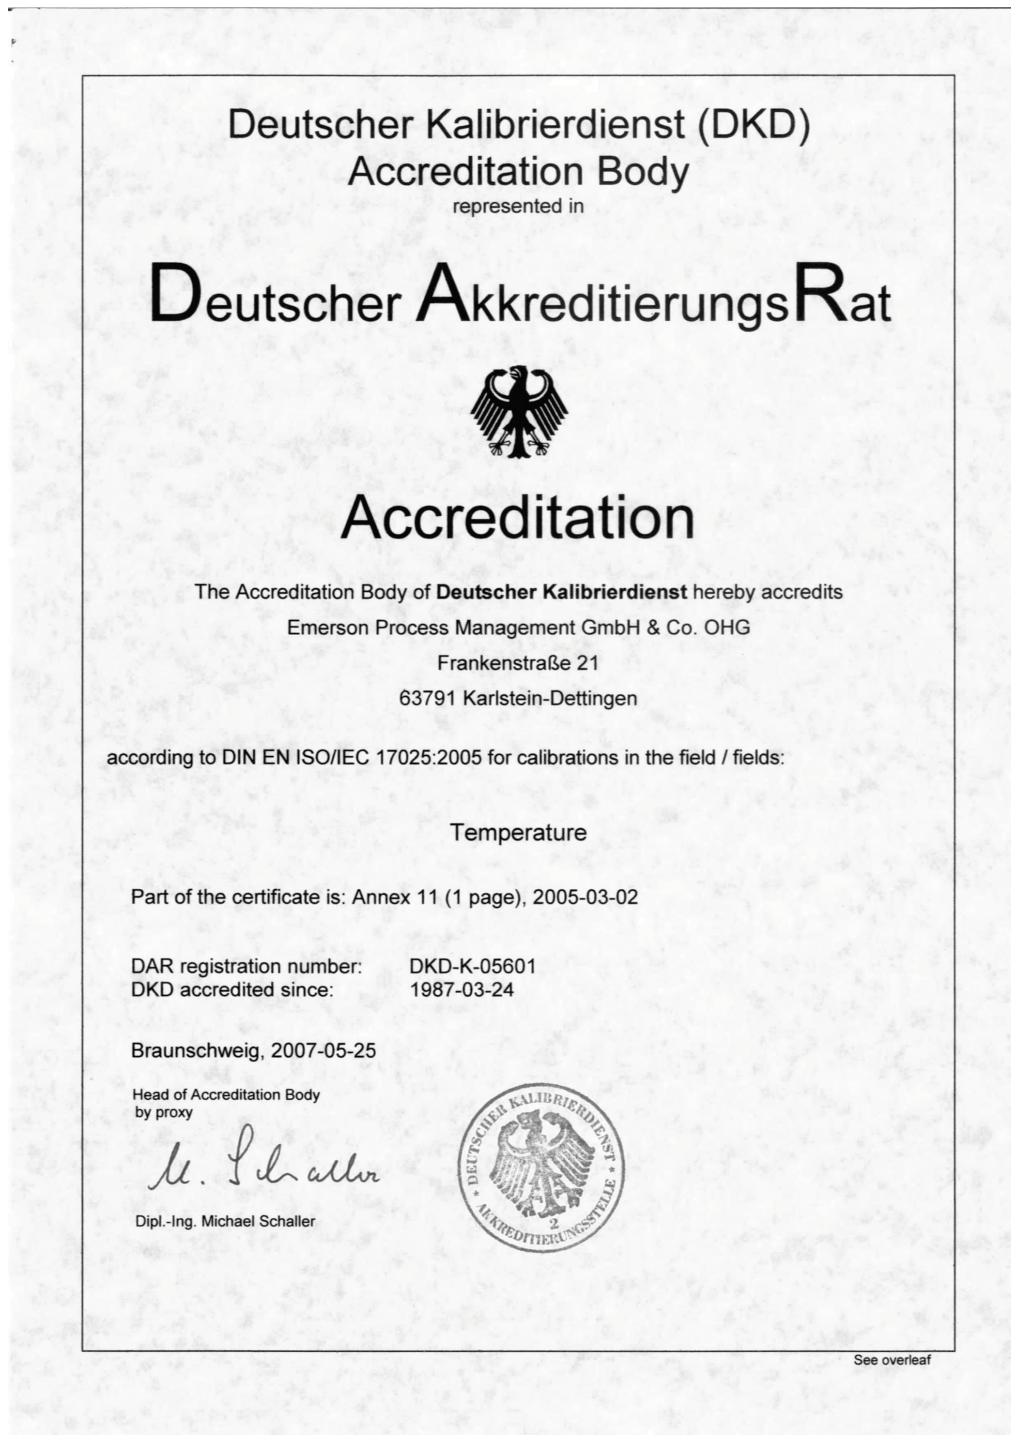 Deutscher Kalibrierdienst (DKD)
Accreditation Body
represented in
Deutscher AkkreditierungsRat
Accreditation
The Accreditation Body of Deutscher Kalibrierdienst hereby accredits
Emerson Process Management GmbH & Co. OHG
Frankenstraße 21
63791 Karlstein-Dettingen
according to DIN EN ISO/IEC 17025:2005 for calibrations in the field / fields:
Temperature
Part of the certificate is: Annex 11 (1 page), 2005-03-02
DAR registration number: DKD-K-05601
DKD accredited since: 1987-03-24
Braunschweig, 2007-05-25
Head of Accreditation Body
by proxy
M. Schaller
Dipl.-Ing. Michael Schaller
* DEUTSCHER KALIBRIERDIENST *
AKKREDITIERUNGSSTELLE
2
See overleaf